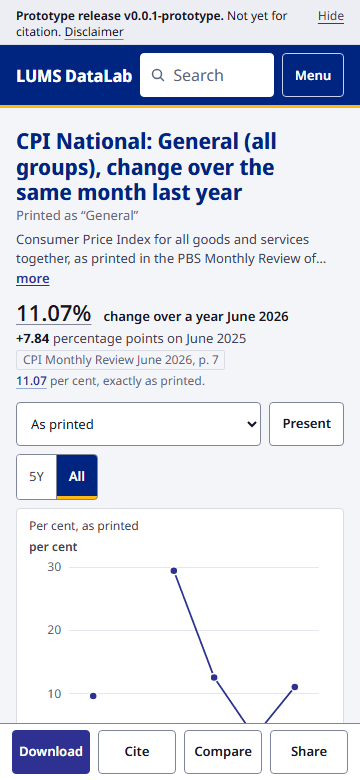 Prototype release v0.0.1-prototype. Not yet for
citation. Disclaimer
Hide
LUMS DataLab
Search
Menu
CPI National: General (all
groups), change over the
same month last year
Printed as “General”
Consumer Price Index for all goods and services
together, as printed in the PBS Monthly Review of…
more
11.07% change over a year June 2026
+7.84 percentage points on June 2025
CPI Monthly Review June 2026, p. 7
11.07 per cent, exactly as printed.
As printed
Present
5Y
All
Per cent, as printed
per cent
30
20
10
Download
Cite
Compare
Share